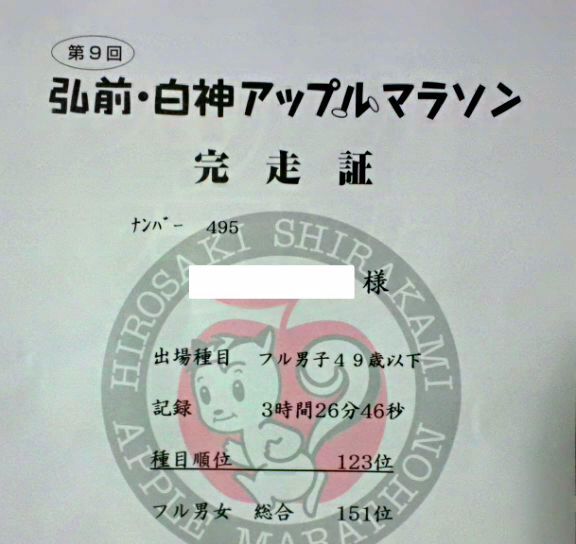 第9回
弘前・白神アップルマラソン
完走証
ﾅﾝﾊﾞｰ 495
様
出場種目 フル男子49歳以下
記録 3時間26分46秒
種目順位 123位
フル男女 総合 151位
HIROSAKI SHIRAKAMI
APPLE MARATHON